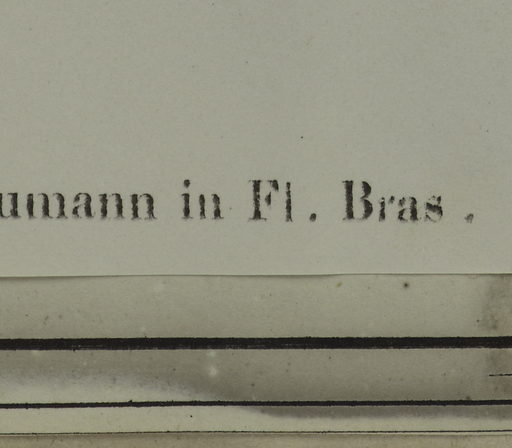 umann in Fl. Bras.